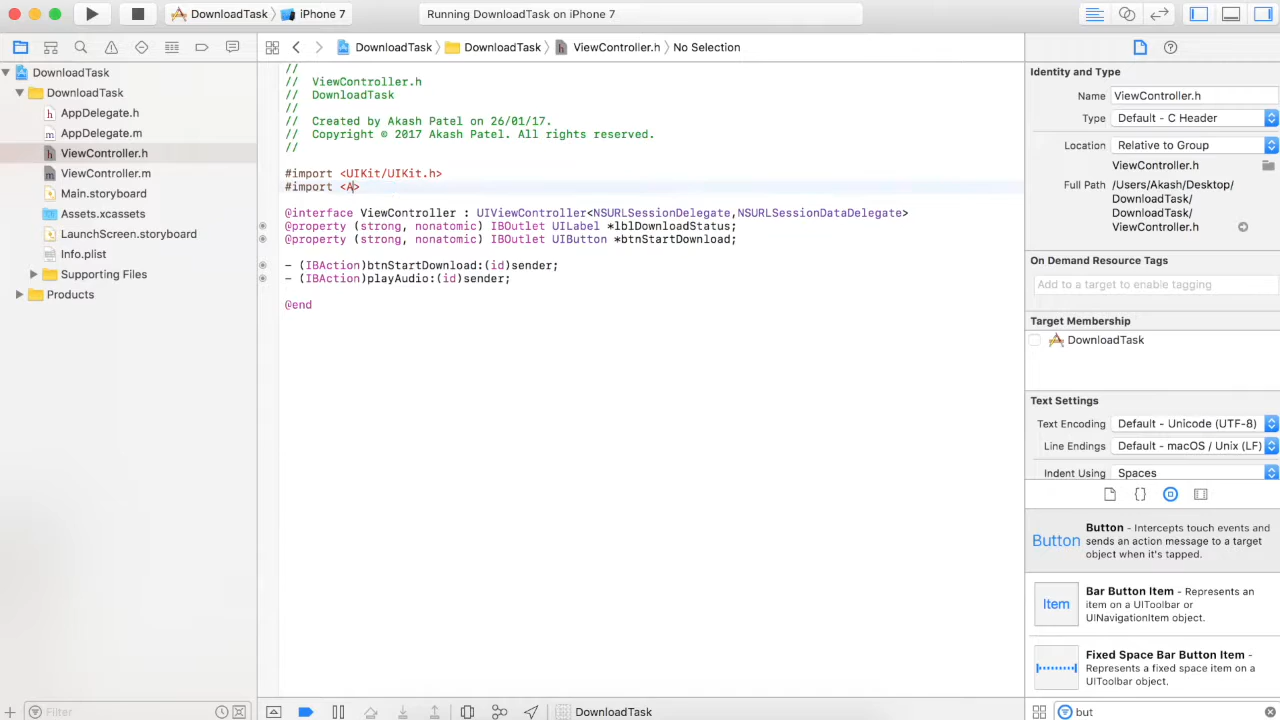 DownloadTask 〉 iPhone 7
Running DownloadTask on iPhone 7
DownloadTask 〉 DownloadTask 〉 ViewController.h 〉 No Selection
DownloadTask
DownloadTask
AppDelegate.h
AppDelegate.m
ViewController.h
ViewController.m
Main.storyboard
Assets.xcassets
LaunchScreen.storyboard
Info.plist
Supporting Files
Products
Filter
//
//  ViewController.h
//  DownloadTask
//
//  Created by Akash Patel on 26/01/17.
//  Copyright © 2017 Akash Patel. All rights reserved.
//
#import <UIKit/UIKit.h>
#import <A>
@interface ViewController : UIViewController<NSURLSessionDelegate,NSURLSessionDataDelegate>
@property (strong, nonatomic) IBOutlet UILabel *lblDownloadStatus;
@property (strong, nonatomic) IBOutlet UIButton *btnStartDownload;
- (IBAction)btnStartDownload:(id)sender;
- (IBAction)playAudio:(id)sender;
@end
DownloadTask
Identity and Type
Name ViewController.h
Type Default - C Header
Location Relative to Group
ViewController.h
Full Path /Users/Akash/Desktop/
DownloadTask/
DownloadTask/
ViewController.h
On Demand Resource Tags
Add to a target to enable tagging
Target Membership
DownloadTask
Text Settings
Text Encoding Default - Unicode (UTF-8)
Line Endings Default - macOS / Unix (LF)
Indent Using Spaces
Button
Button - Intercepts touch events and
sends an action message to a target
object when it's tapped.
Item
Bar Button Item - Represents an
item on a UIToolbar or
UINavigationItem object.
Fixed Space Bar Button Item -
Represents a fixed space item on a
UIToolbar object.
but